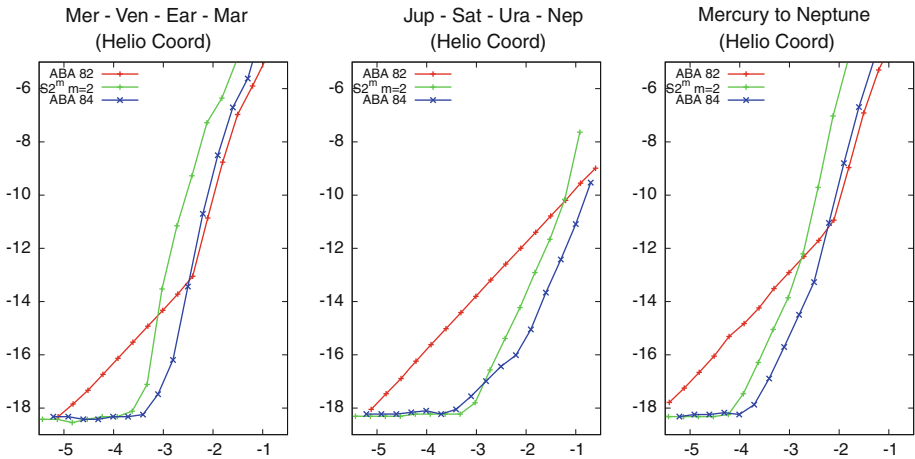 Mer - Ven - Ear - Mar
(Helio Coord)
ABA 82
S2^m m=2
ABA 84
-6
-8
-10
-12
-14
-16
-18
-5 -4 -3 -2 -1
Jup - Sat - Ura - Nep
(Helio Coord)
ABA 82
S2^m m=2
ABA 84
-6
-8
-10
-12
-14
-16
-18
-5 -4 -3 -2 -1
Mercury to Neptune
(Helio Coord)
ABA 82
S2^m m=2
ABA 84
-6
-8
-10
-12
-14
-16
-18
-5 -4 -3 -2 -1